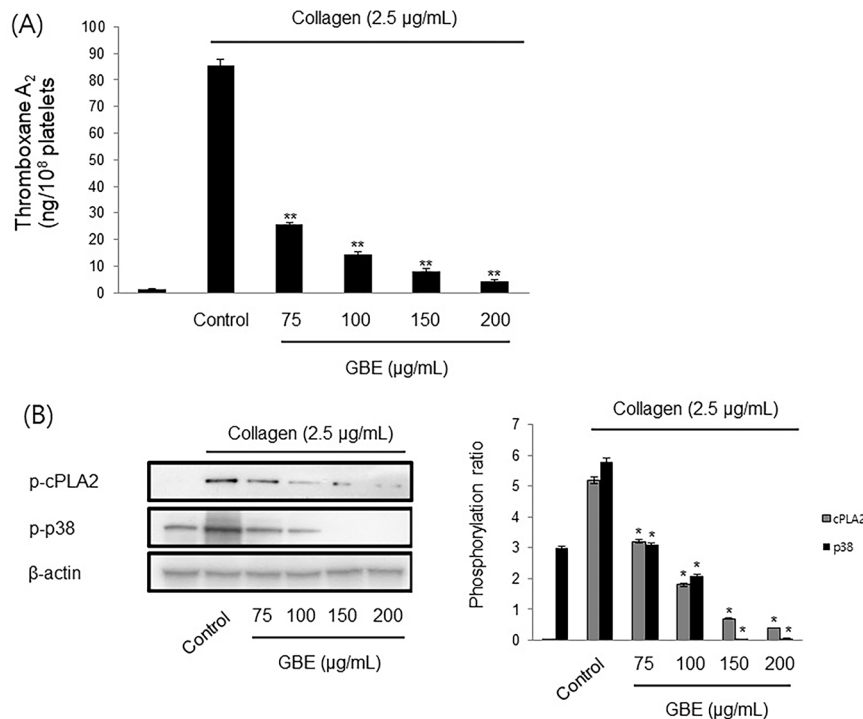 (A)
Collagen (2.5 µg/mL)
Thromboxane A2
(ng/10⁸ platelets
100
90
80
70
60
50
40
30
20
10
0
**
**
**
**
Control 75 100 150 200
GBE (µg/mL)
(B)
Collagen (2.5 µg/mL)
p-cPLA2
p-p38
β-actin
Control 75 100 150 200
GBE (µg/mL)
Collagen (2.5 µg/mL)
Phosphorylation ratio
7
6
5
4
3
2
1
0
* *
* *
* *
* *
cPLA2
p38
Control 75 100 150 200
GBE (µg/mL)